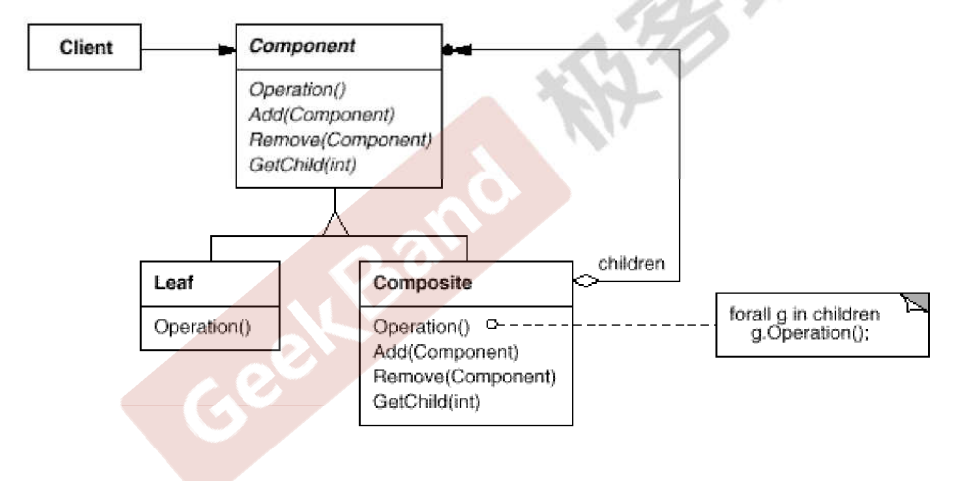 Client
Component
Operation()
Add(Component)
Remove(Component)
GetChild(int)
Leaf
Operation()
Composite
Operation()
Add(Component)
Remove(Component)
GetChild(int)
children
forall g in children
g.Operation();
GeekBand
极客